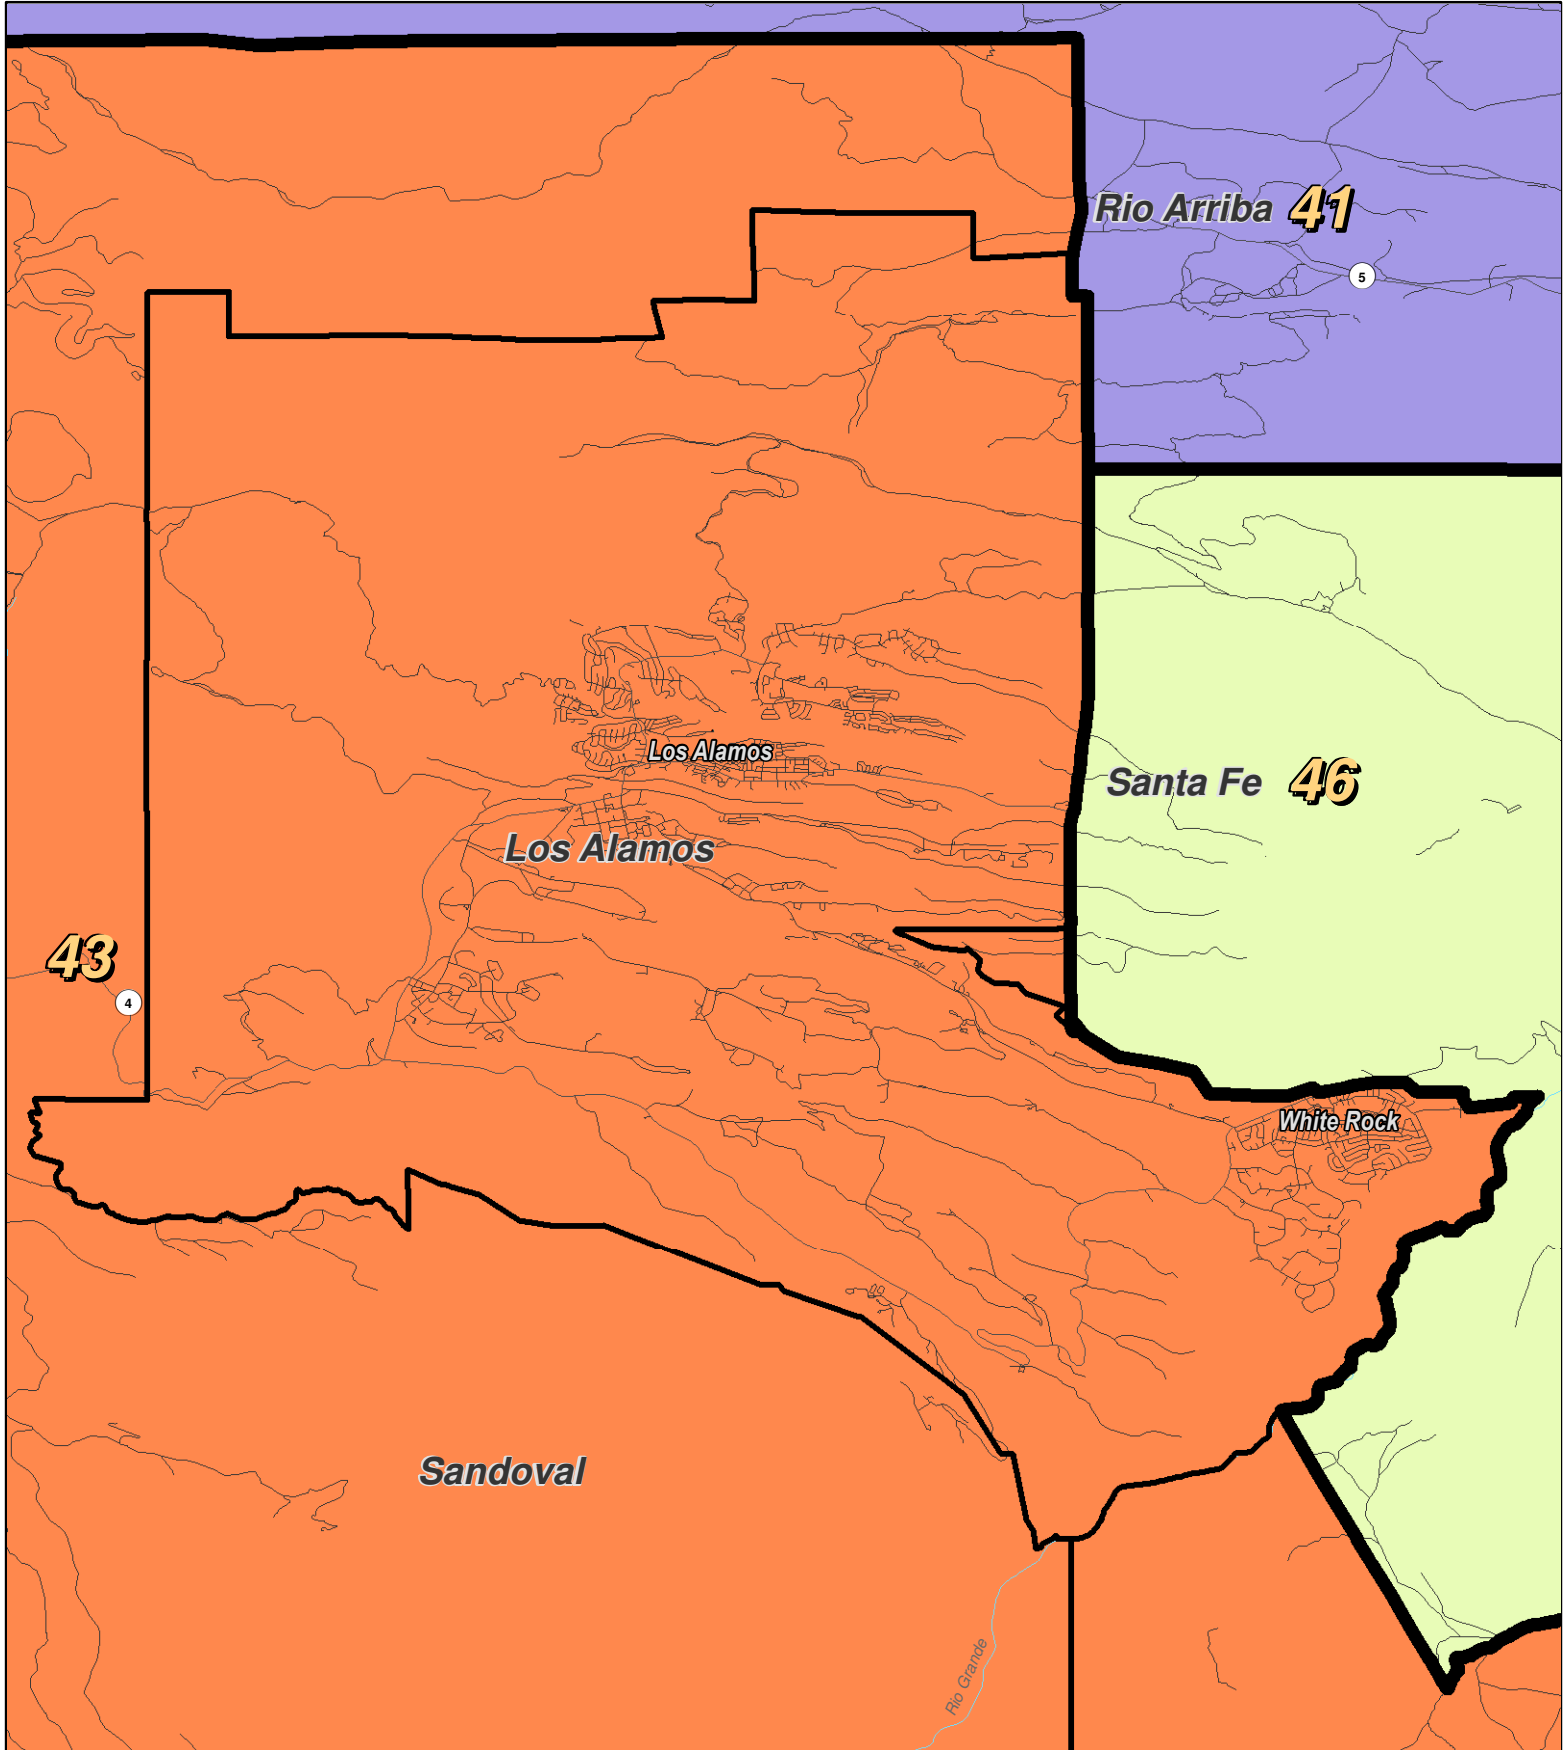 Rio Arriba 41
5
Los Alamos
Santa Fe 46
Los Alamos
43
4
White Rock
Sandoval
Rio Grande